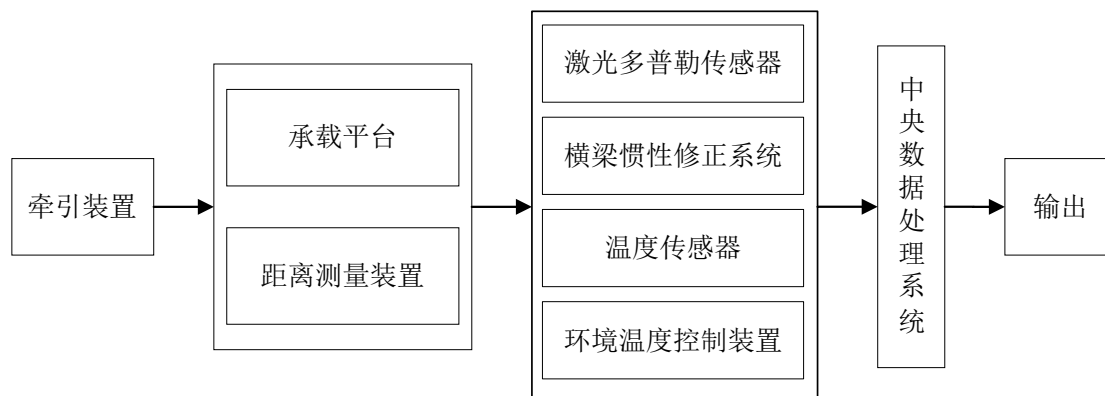 牵引装置
承载平台
距离测量装置
激光多普勒传感器
横梁惯性修正系统
温度传感器
环境温度控制装置
中央数据处理系统
输出